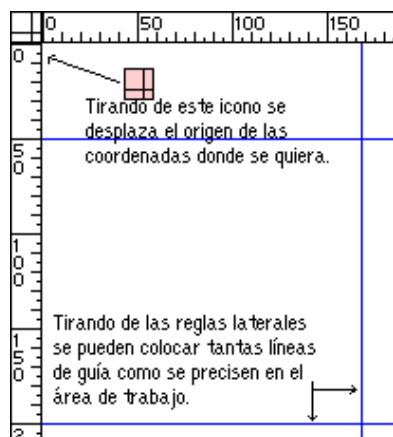 0 50 100 150
0
Tirando de este icono se
desplaza el origen de las
coordenadas donde se quiera.
50
100
Tirando de las reglas laterales
se pueden colocar tantas líneas
de guía como se precisen en el
área de trabajo.
150
2